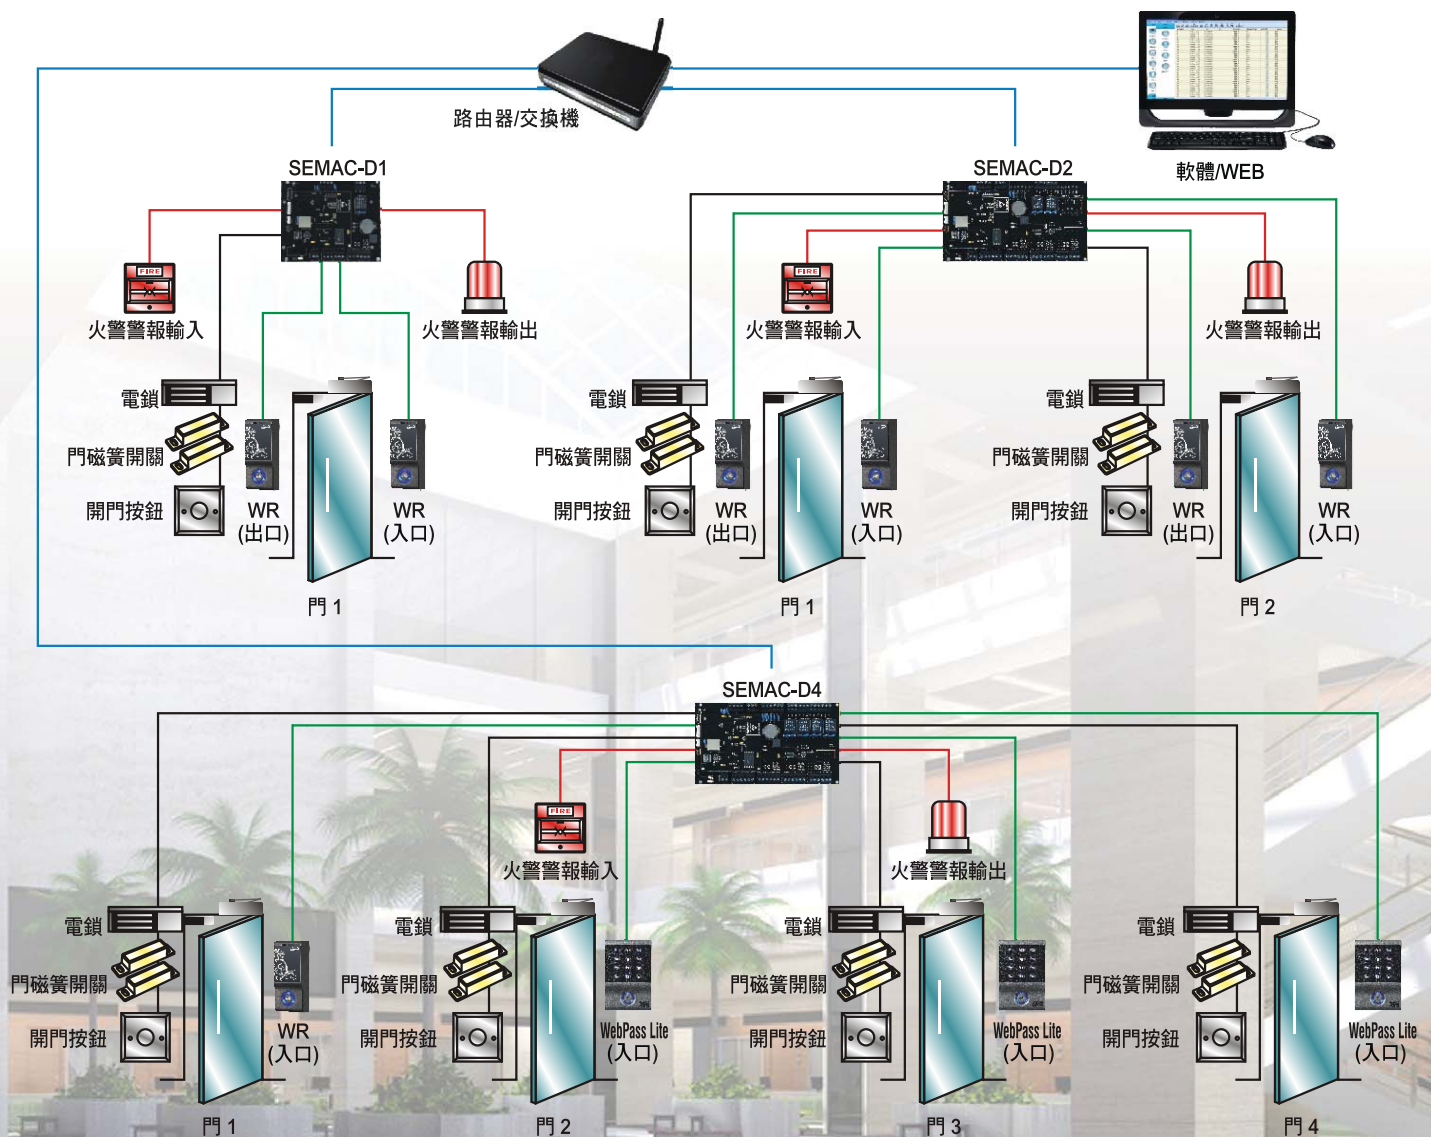 路由器/交換機
軟體/WEB
SEMAC-D1
SEMAC-D2
FIRE
火警警報輸入
火警警報輸出
FIRE
火警警報輸入
火警警報輸出
電鎖
門磁簧開關
開門按鈕
WR
(出口)
WR
(入口)
門 1
電鎖
門磁簧開關
開門按鈕
WR
(出口)
WR
(入口)
門 1
電鎖
門磁簧開關
開門按鈕
WR
(出口)
WR
(入口)
門 2
SEMAC-D4
FIRE
火警警報輸入
火警警報輸出
電鎖
門磁簧開關
開門按鈕
WR
(入口)
門 1
電鎖
門磁簧開關
開門按鈕
WebPass Lite
(入口)
門 2
電鎖
門磁簧開關
開門按鈕
WebPass Lite
(入口)
門 3
電鎖
門磁簧開關
開門按鈕
WebPass Lite
(入口)
門 4